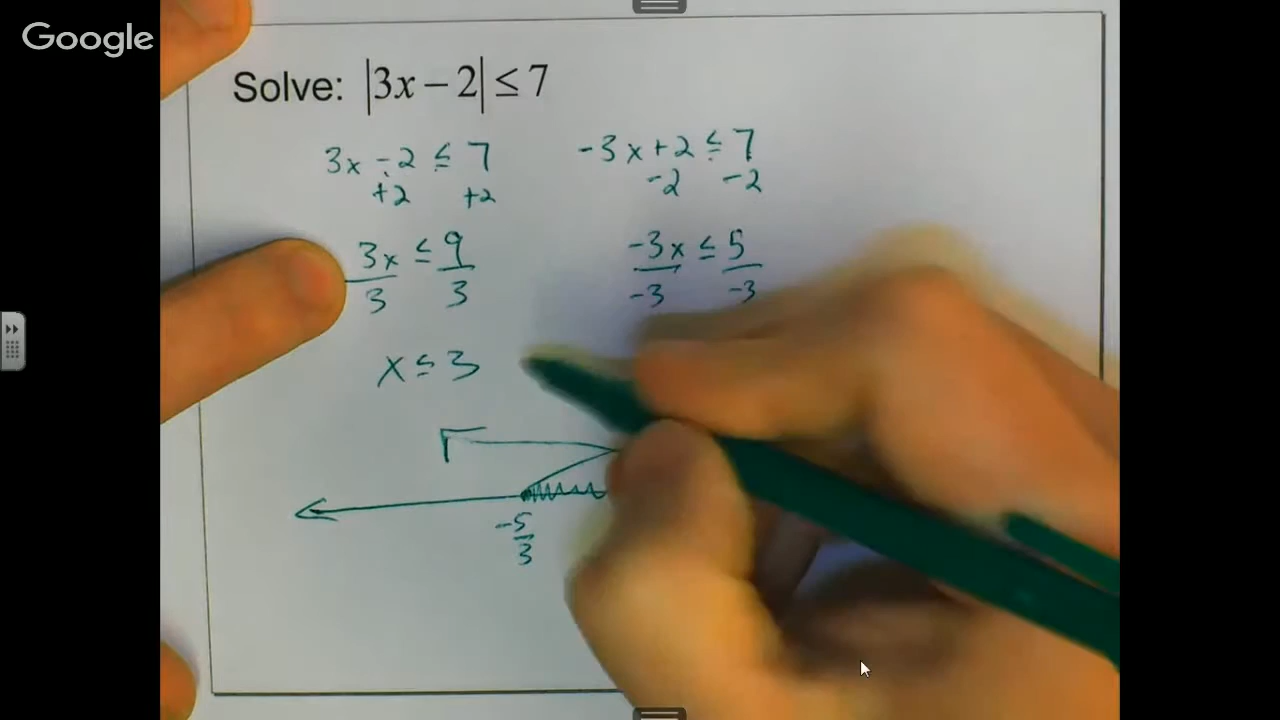 Google
Solve: |3x − 2| ≤ 7
3x - 2 ≤ 7
+2 +2
3x ≤ 9
3 3
x ≤ 3
-3x + 2 ≤ 7
-2 -2
-3x ≤ 5
-3 -3
-5
3